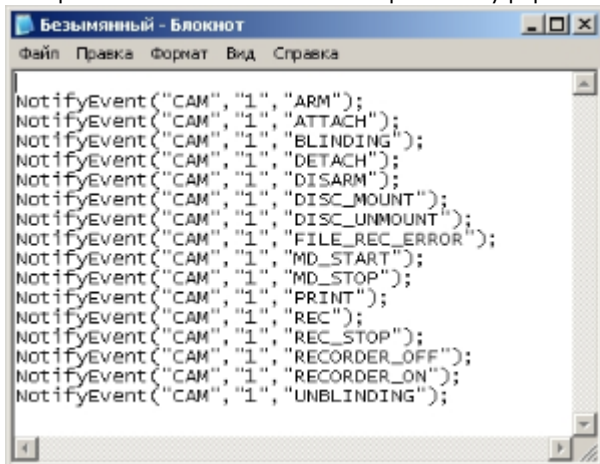 Безымянный - Блокнот
Файл Правка Формат Вид Справка
NotifyEvent("CAM","1","ARM");
NotifyEvent("CAM","1","ATTACH");
NotifyEvent("CAM","1","BLINDING");
NotifyEvent("CAM","1","DETACH");
NotifyEvent("CAM","1","DISARM");
NotifyEvent("CAM","1","DISC_MOUNT");
NotifyEvent("CAM","1","DISC_UNMOUNT");
NotifyEvent("CAM","1","FILE_REC_ERROR");
NotifyEvent("CAM","1","MD_START");
NotifyEvent("CAM","1","MD_STOP");
NotifyEvent("CAM","1","PRINT");
NotifyEvent("CAM","1","REC");
NotifyEvent("CAM","1","REC_STOP");
NotifyEvent("CAM","1","RECORDER_OFF");
NotifyEvent("CAM","1","RECORDER_ON");
NotifyEvent("CAM","1","UNBLINDING");